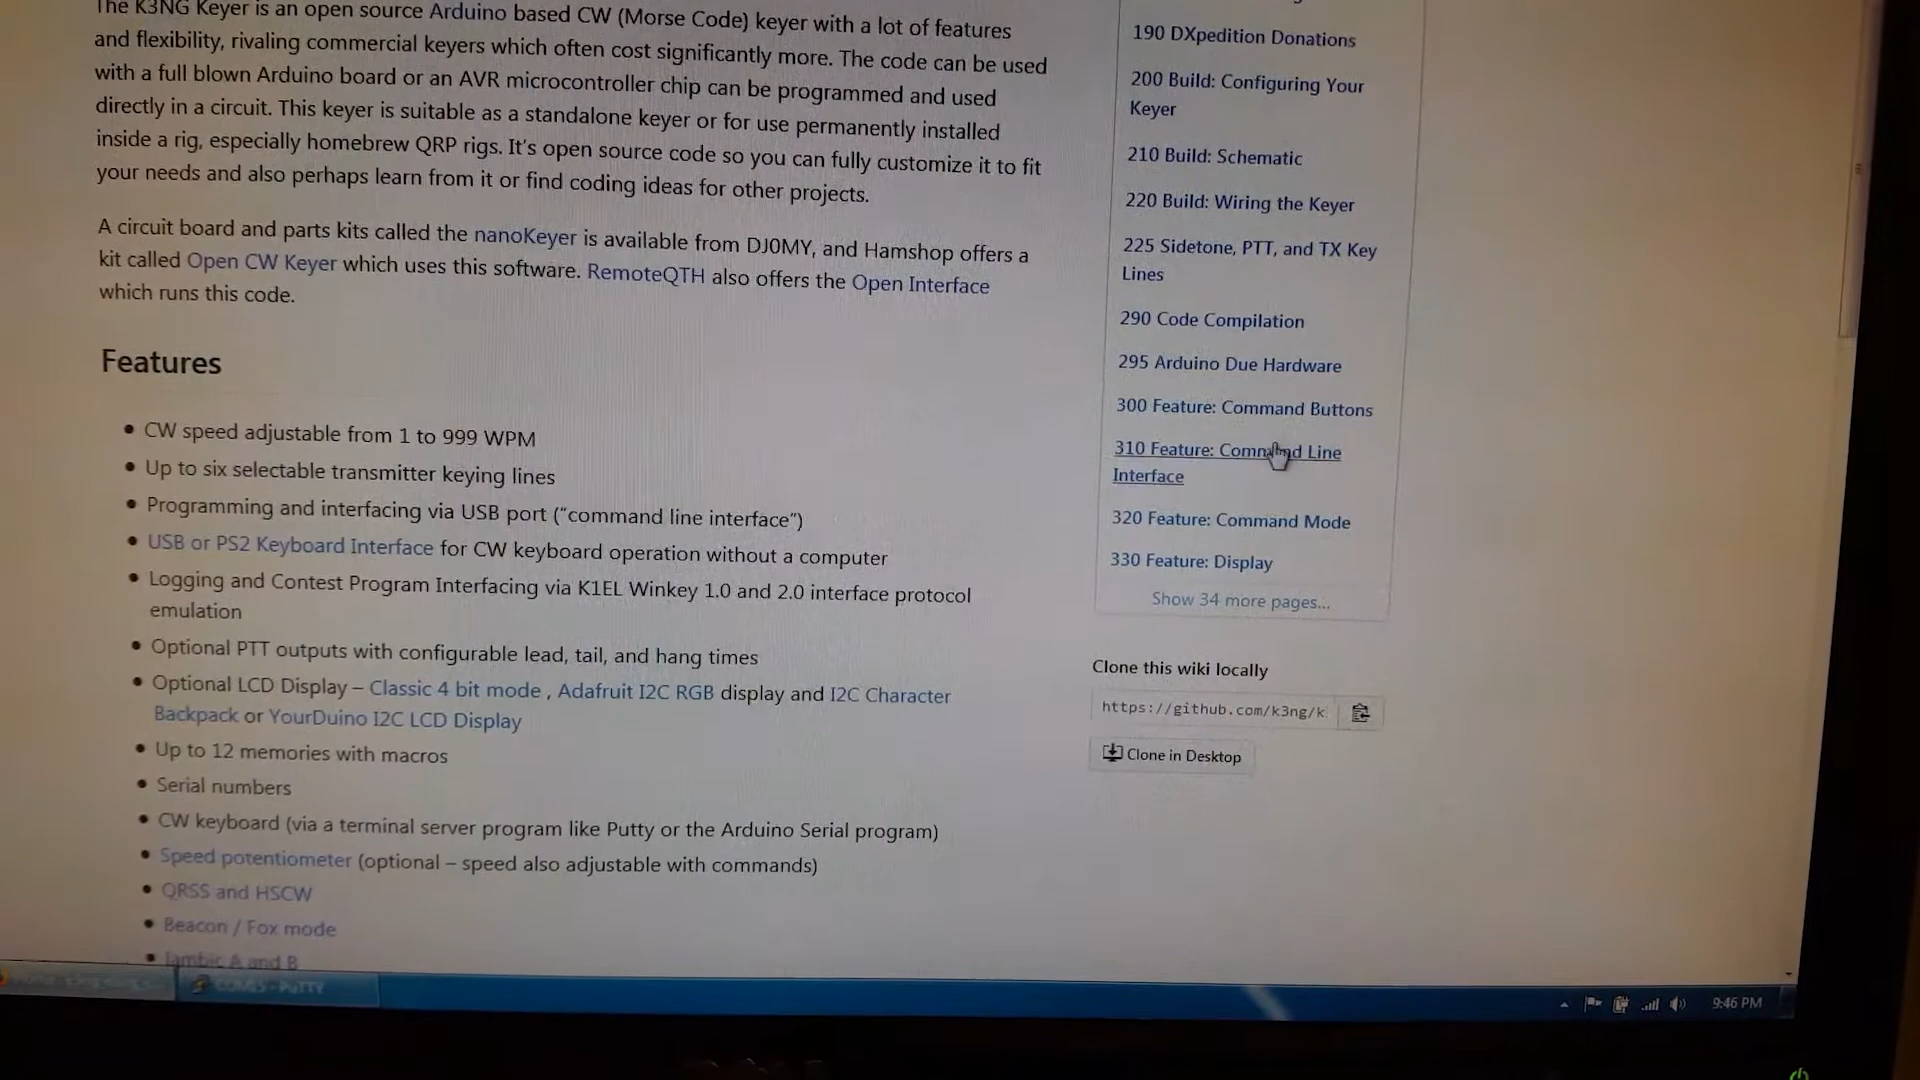 The K3NG Keyer is an open source Arduino based CW (Morse Code) keyer with a lot of features
and flexibility, rivaling commercial keyers which often cost significantly more. The code can be used
with a full blown Arduino board or an AVR microcontroller chip can be programmed and used
directly in a circuit. This keyer is suitable as a standalone keyer or for use permanently installed
inside a rig, especially homebrew QRP rigs. It's open source code so you can fully customize it to fit
your needs and also perhaps learn from it or find coding ideas for other projects.
A circuit board and parts kits called the nanoKeyer is available from DJ0MY, and Hamshop offers a
kit called Open CW Keyer which uses this software. RemoteQTH also offers the Open Interface
which runs this code.
Features
• CW speed adjustable from 1 to 999 WPM
• Up to six selectable transmitter keying lines
• Programming and interfacing via USB port (“command line interface”)
• USB or PS2 Keyboard Interface for CW keyboard operation without a computer
• Logging and Contest Program Interfacing via K1EL Winkey 1.0 and 2.0 interface protocol
emulation
• Optional PTT outputs with configurable lead, tail, and hang times
• Optional LCD Display – Classic 4 bit mode , Adafruit I2C RGB display and I2C Character
Backpack or YourDuino I2C LCD Display
• Up to 12 memories with macros
• Serial numbers
• CW keyboard (via a terminal server program like Putty or the Arduino Serial program)
• Speed potentiometer (optional – speed also adjustable with commands)
• QRSS and HSCW
• Beacon / Fox mode
• Iambic A and B
190 DXpedition Donations
200 Build: Configuring Your
Keyer
210 Build: Schematic
220 Build: Wiring the Keyer
225 Sidetone, PTT, and TX Key
Lines
290 Code Compilation
295 Arduino Due Hardware
300 Feature: Command Buttons
310 Feature: Command Line
Interface
320 Feature: Command Mode
330 Feature: Display
Show 34 more pages...
Clone this wiki locally
https://github.com/k3ng/k
Clone in Desktop
PuTTY
9:46 PM